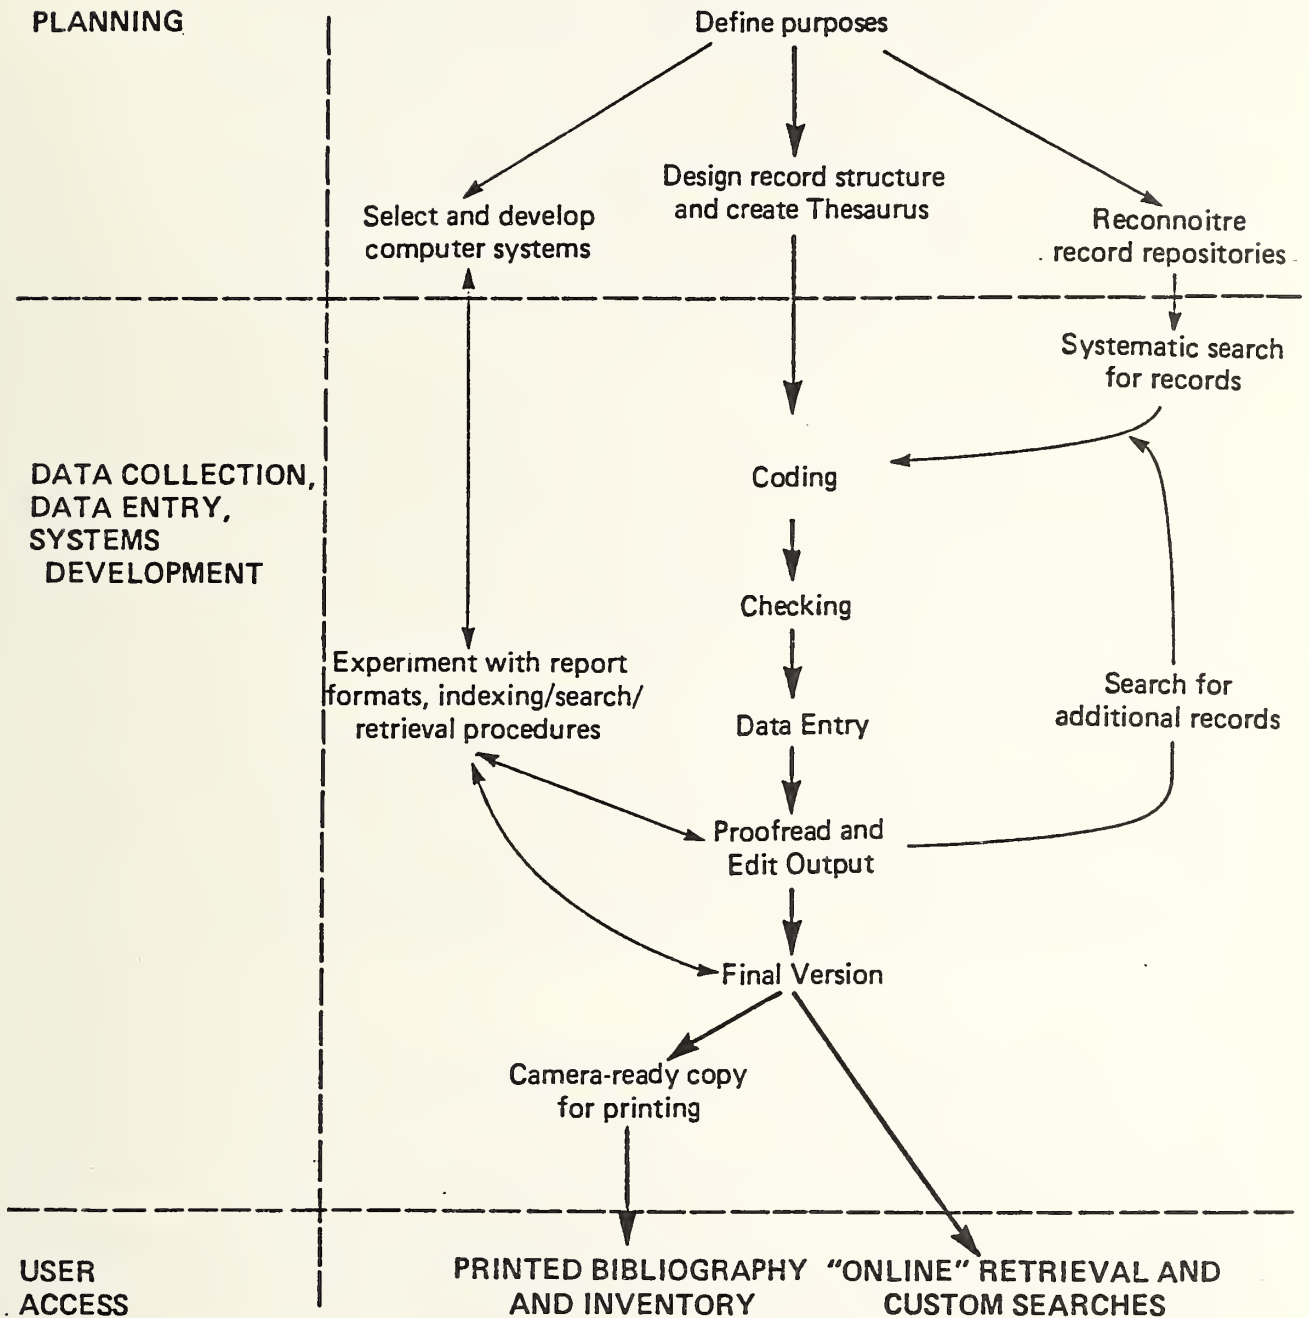 PLANNING
Define purposes
Design record structure
and create Thesaurus
Select and develop
computer systems
Reconnoitre
record repositories
Systematic search
for records
DATA COLLECTION,
DATA ENTRY,
SYSTEMS
DEVELOPMENT
Coding
Checking
Experiment with report
formats, indexing/search/
retrieval procedures
Data Entry
Search for
additional records
Proofread and
Edit Output
Final Version
Camera-ready copy
for printing
USER
ACCESS
PRINTED BIBLIOGRAPHY
AND INVENTORY
"ONLINE" RETRIEVAL AND
CUSTOM SEARCHES